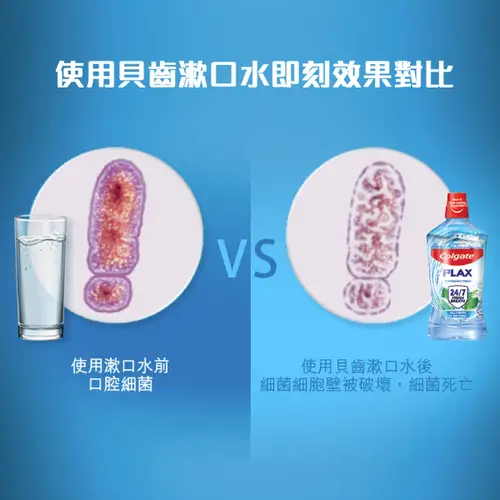 使用貝齒漱口水即刻效果對比
VS
Colgate
PLAX
24/7
FRESH
BREATH
使用漱口水前
口腔細菌
使用貝齒漱口水後
細菌細胞壁被破壞，細菌死亡